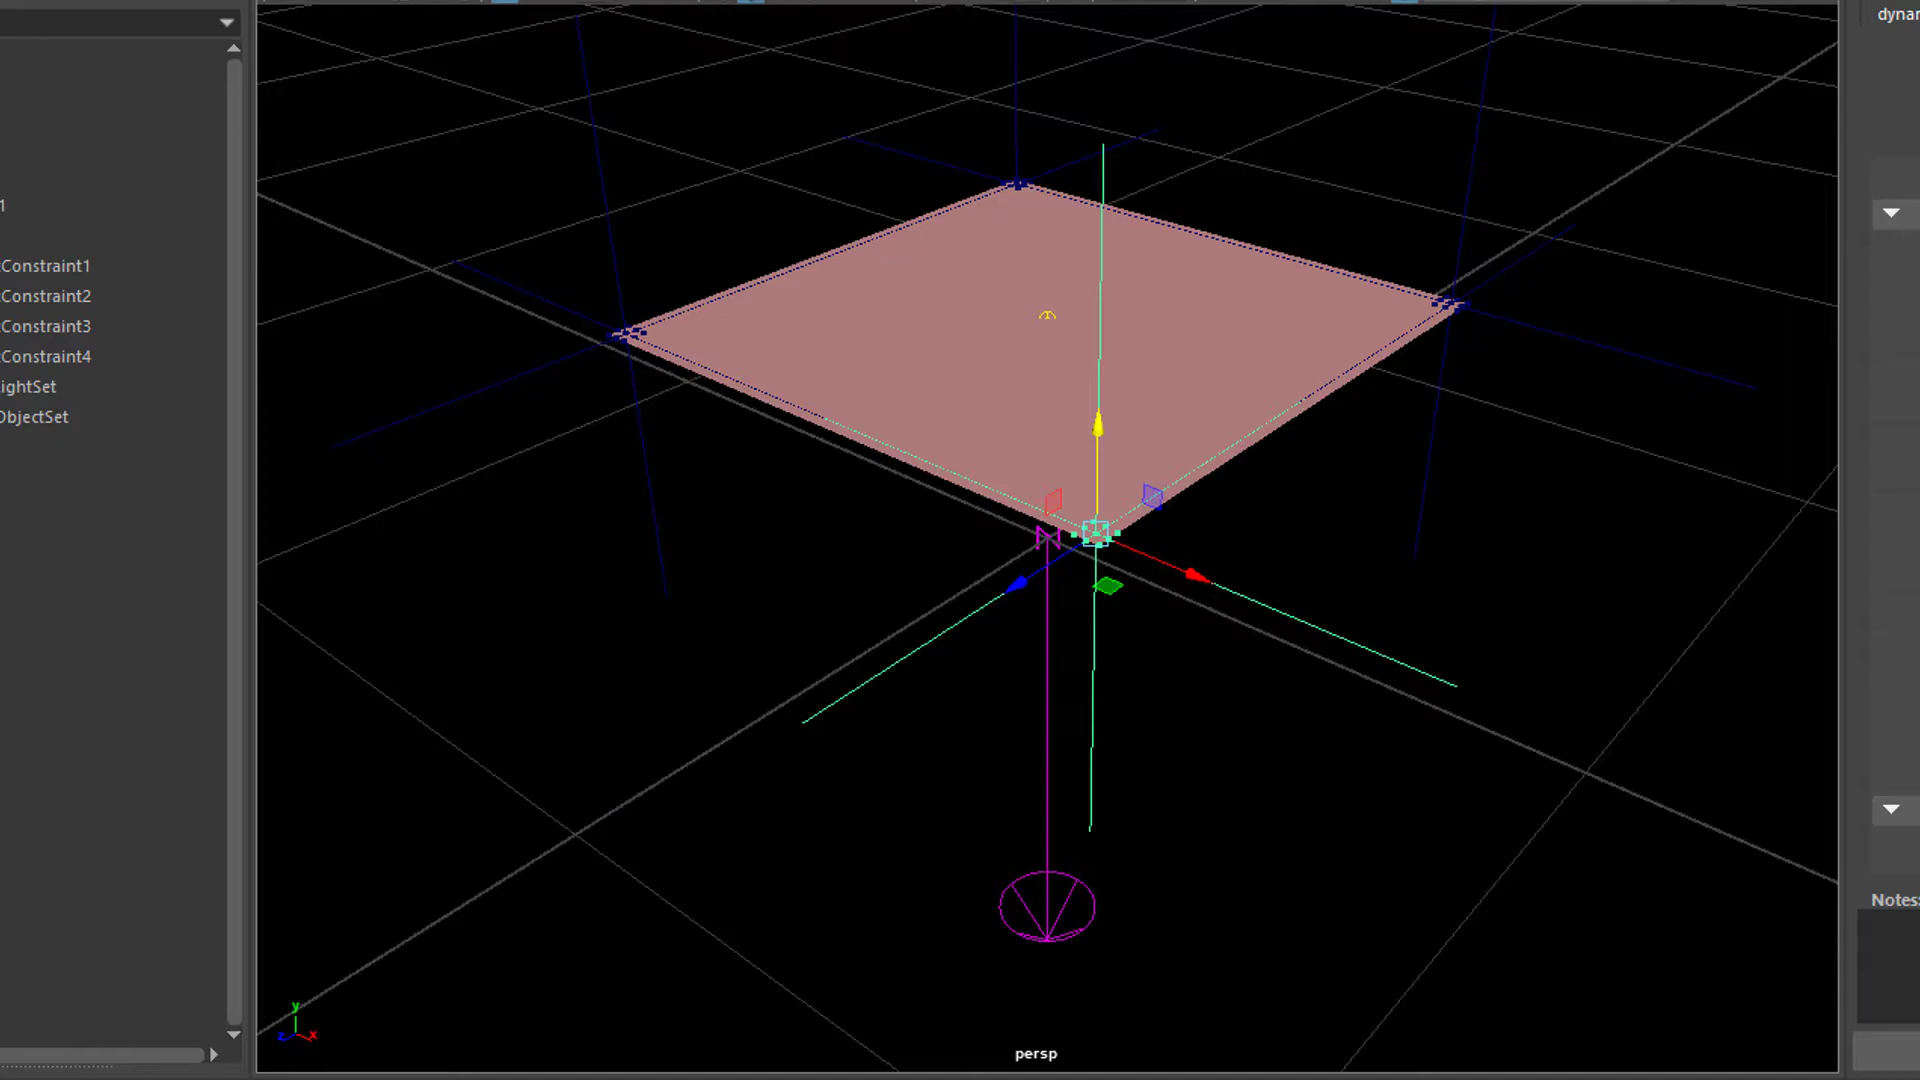 dynar
1
:Constraint1
:Constraint2
:Constraint3
:Constraint4
ightSet
ObjectSet
Notes:
y
z x
persp